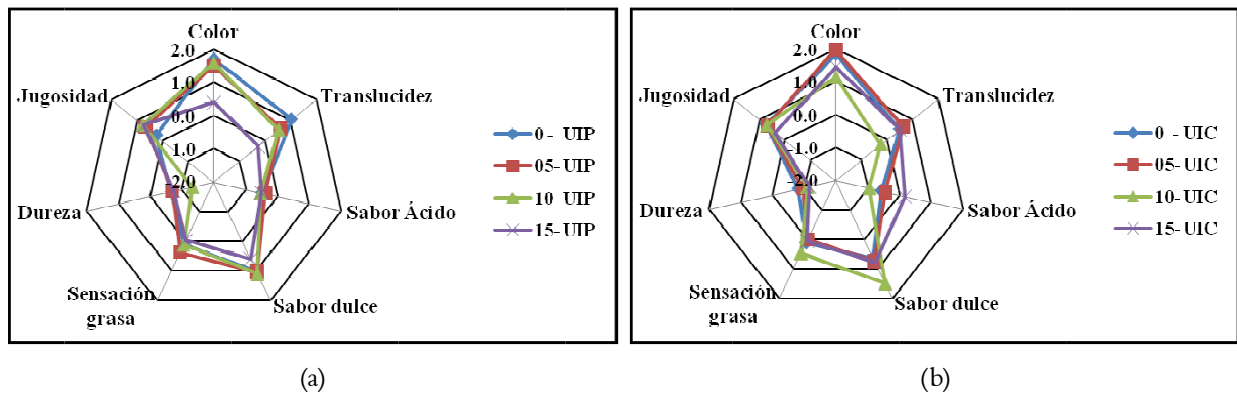 Color
2.0
1.0
0.0
-1.0
-2.0
Translucidez
Sabor Ácido
Sabor dulce
Sensación
grasa
Dureza
Jugosidad
0 - UIP
05- UIP
10 UIP
15- UIP
(a)
Color
2.0
1.0
0.0
-1.0
-2.0
Translucidez
Sabor Ácido
Sabor dulce
Sensación
grasa
Dureza
Jugosidad
0 - UIC
05- UIC
10- UIC
15- UIC
(b)